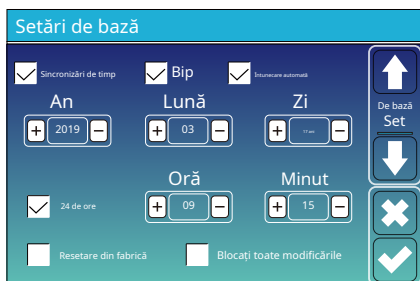 Setări de bază
Sincronizări de timp
Bip
Întunecare automată
An
Lună
Zi
+ 2019 −
+ 03 −
+ −
De bază
Set
Oră
Minut
24 de ore
+ 09 −
+ 15 −
Resetare din fabrică
Blocați toate modificările